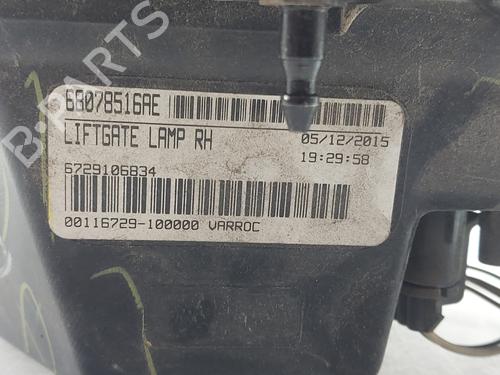 B-PARTS
68078516AE
LIFTGATE LAMP RH
05/12/2015
19:29:58
6729106834
00116729-100000 VARROC